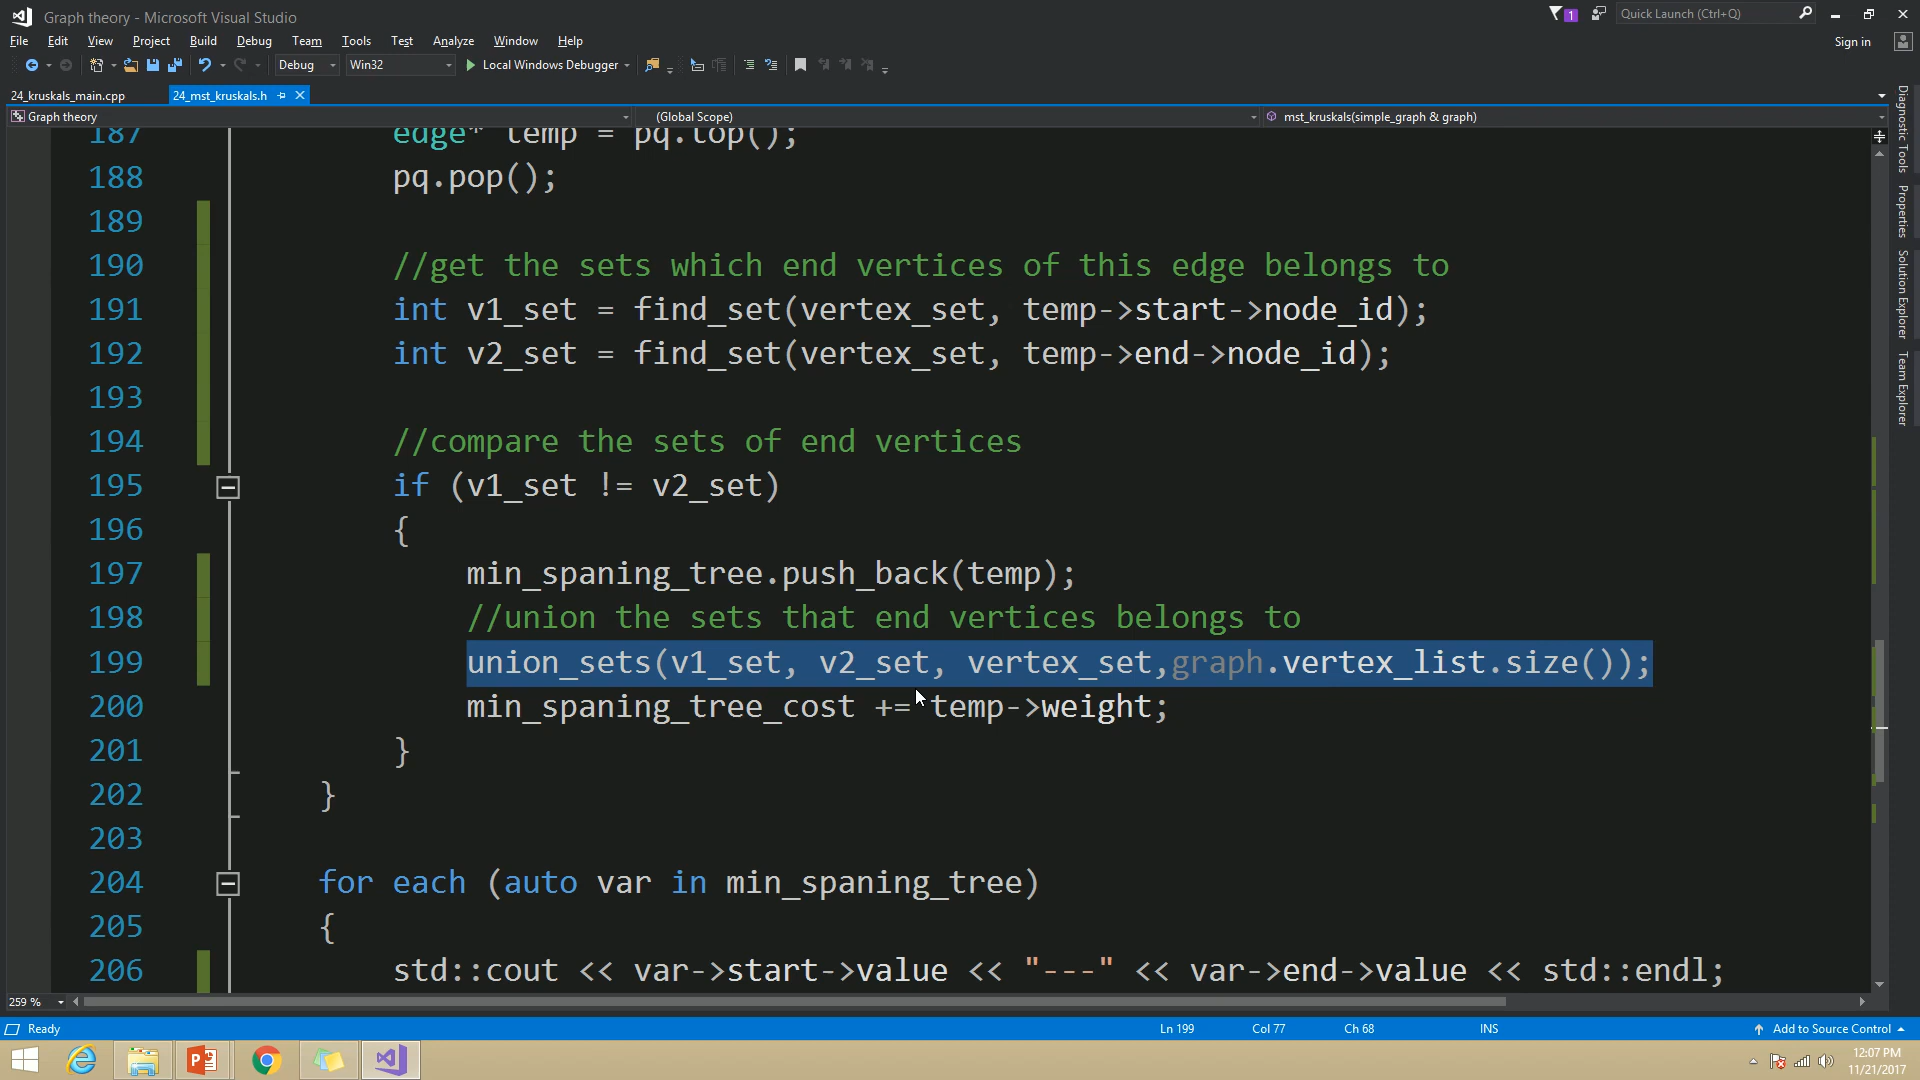 Graph theory - Microsoft Visual Studio
1
Quick Launch (Ctrl+Q)
File Edit View Project Build Debug Team Tools Test Analyze Window Help
Sign in
Debug Win32 Local Windows Debugger
24_kruskals_main.cpp 24_mst_kruskals.h
Graph theory (Global Scope) mst_kruskals(simple_graph & graph)
187 edge* temp = pq.top();
188 pq.pop();
189
190 //get the sets which end vertices of this edge belongs to
191 int v1_set = find_set(vertex_set, temp->start->node_id);
192 int v2_set = find_set(vertex_set, temp->end->node_id);
193
194 //compare the sets of end vertices
195 if (v1_set != v2_set)
196 {
197 min_spaning_tree.push_back(temp);
198 //union the sets that end vertices belongs to
199 union_sets(v1_set, v2_set, vertex_set,graph.vertex_list.size());
200 min_spaning_tree_cost += temp->weight;
201 }
202 }
203
204 for each (auto var in min_spaning_tree)
205 {
206 std::cout << var->start->value << "---" << var->end->value << std::endl;
Diagnostic Tools
Properties
Solution Explorer
Team Explorer
259 %
Ready Ln 199 Col 77 Ch 68 INS Add to Source Control
12:07 PM
11/21/2017